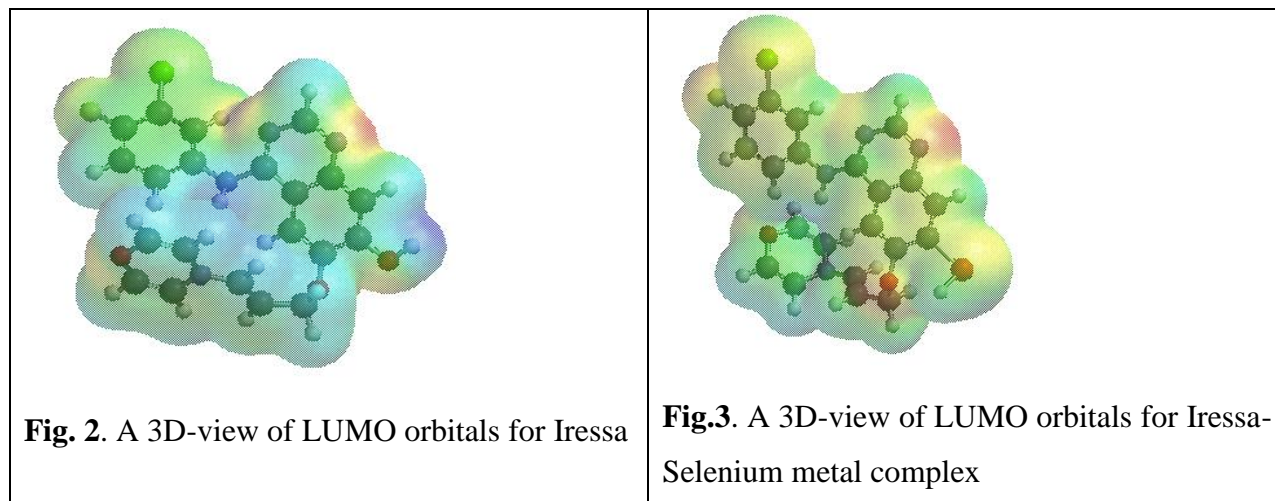 Fig. 2. A 3D-view of LUMO orbitals for Iressa
Fig.3. A 3D-view of LUMO orbitals for Iressa-
Selenium metal complex